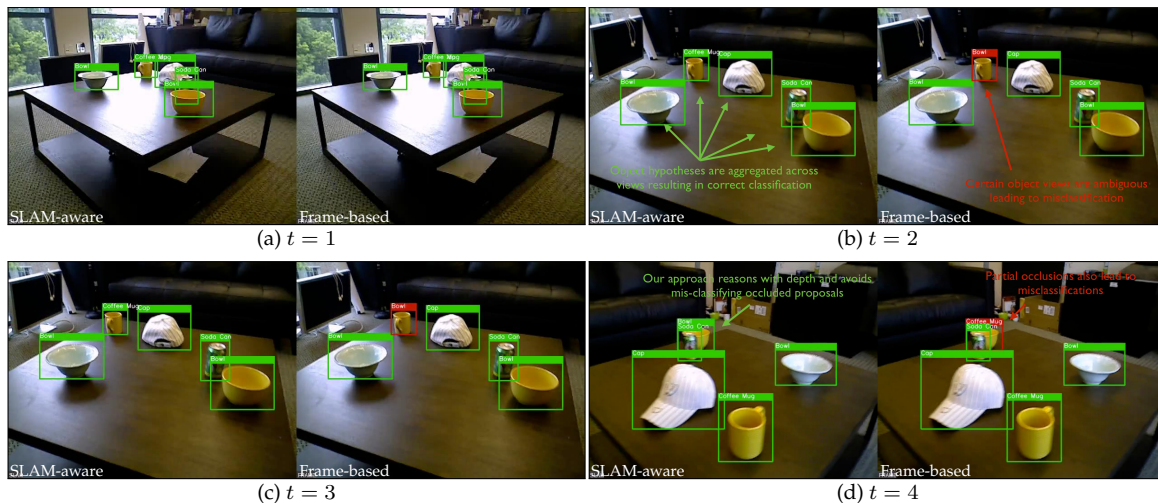 Bowl
Coffee Mug
Soda Can
Bowl
SLAM-aware
Bowl
Coffee Mug
Soda Can
Bowl
Frame-based
(a) t = 1
Coffee Mug
Cap
Bowl
Soda Can
Bowl
Object hypotheses are aggregated across
views resulting in correct classification
SLAM-aware
Bowl
Cap
Bowl
Soda Can
Bowl
Certain object views are ambiguous
leading to misclassification
Frame-based
(b) t = 2
Coffee Mug
Cap
Bowl
Soda Can
Bowl
SLAM-aware
Bowl
Cap
Bowl
Soda Can
Bowl
Frame-based
(c) t = 3
Our approach reasons with depth and avoids
mis-classifying occluded proposals
Bowl
Soda Can
Bowl
Cap
Coffee Mug
SLAM-aware
Partial occlusions also lead to
misclassifications
Coffee Mug
Soda Can
Bowl
Cap
Coffee Mug
Frame-based
(d) t = 4